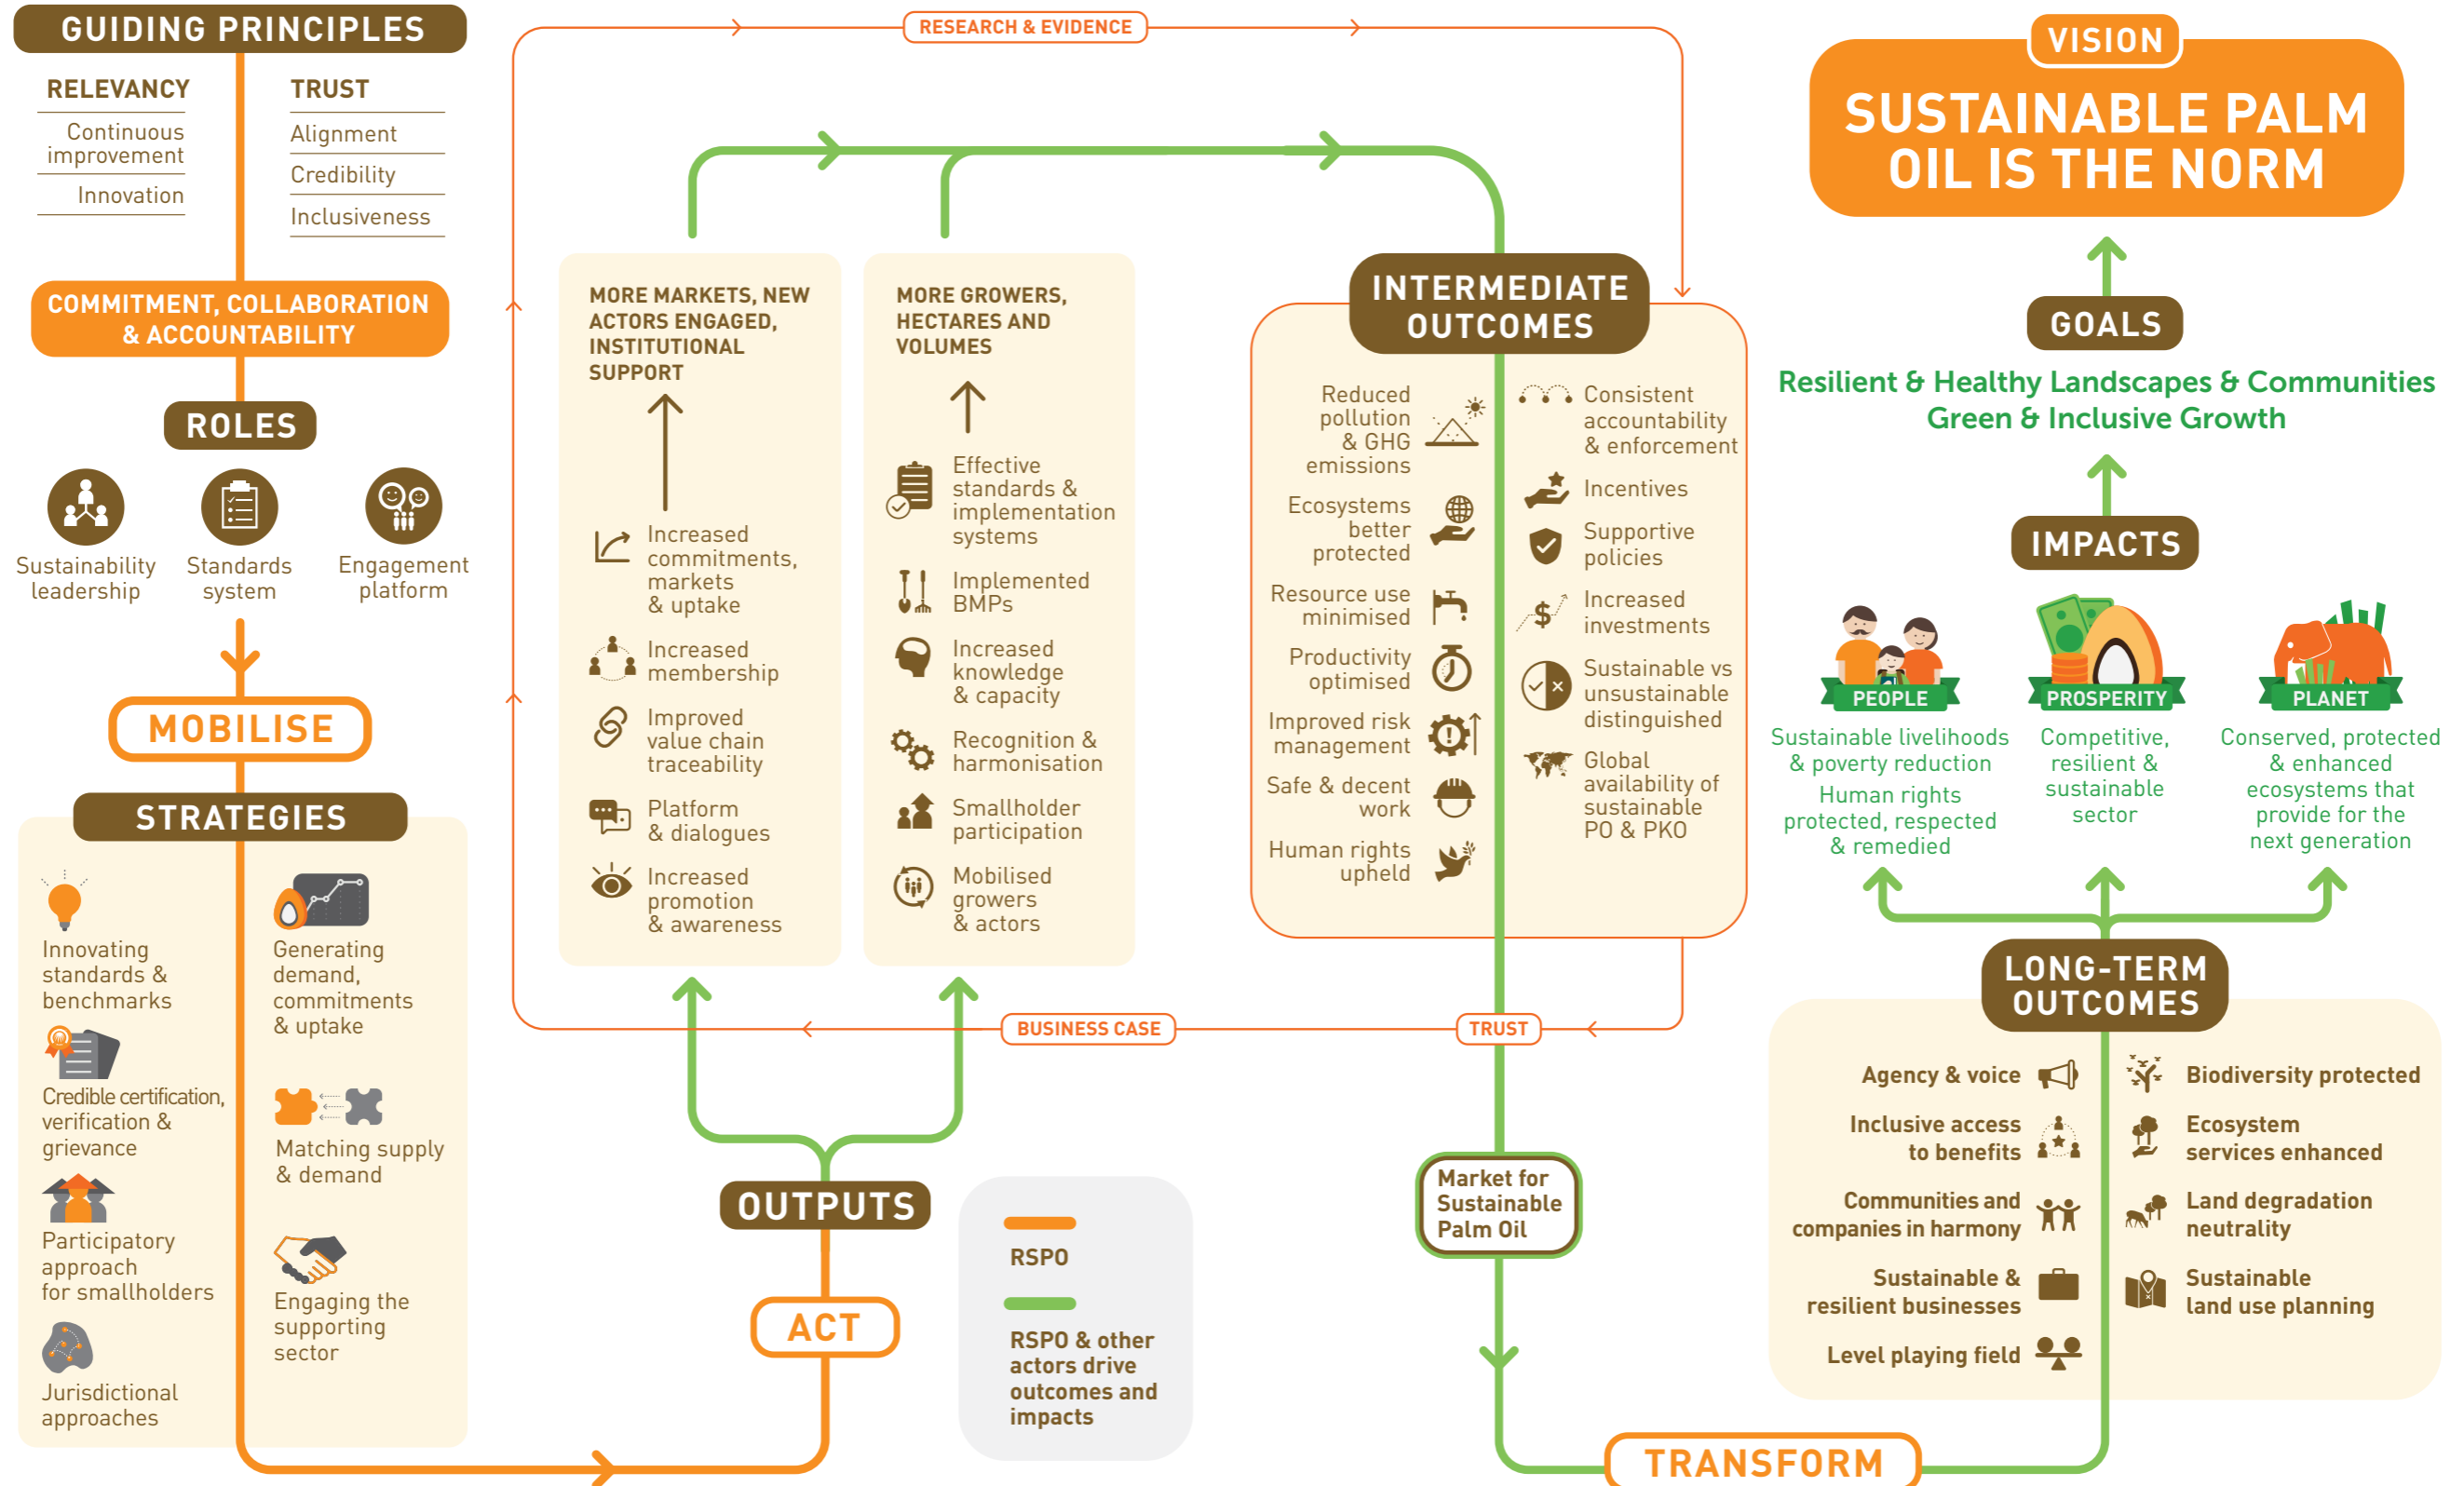 GUIDING PRINCIPLES
RELEVANCY
Continuous
improvement
Innovation
TRUST
Alignment
Credibility
Inclusiveness
COMMITMENT, COLLABORATION
& ACCOUNTABILITY
ROLES
Sustainability
leadership
Standards
system
Engagement
platform
MOBILISE
STRATEGIES
Innovating
standards &
benchmarks
Credible certification,
verification &
grievance
Participatory
approach
for smallholders
Jurisdictional
approaches
Generating
demand,
commitments
& uptake
Matching supply
& demand
Engaging the
supporting
sector
ACT
OUTPUTS
RSPO
RSPO & other
actors drive
outcomes and
impacts
MORE MARKETS, NEW
ACTORS ENGAGED,
INSTITUTIONAL
SUPPORT
Increased
commitments,
markets
& uptake
Increased
membership
Improved
value chain
traceability
Platform
& dialogues
Increased
promotion
& awareness
MORE GROWERS,
HECTARES AND
VOLUMES
Effective
standards &
implementation
systems
Implemented
BMPs
Increased
knowledge
& capacity
Recognition &
harmonisation
Smallholder
participation
Mobilised
growers
& actors
RESEARCH & EVIDENCE
BUSINESS CASE
TRUST
INTERMEDIATE
OUTCOMES
Reduced
pollution
& GHG
emissions
Ecosystems
better
protected
Resource use
minimised
Productivity
optimised
Improved risk
management
Safe & decent
work
Human rights
upheld
Consistent
accountability
& enforcement
Incentives
Supportive
policies
$
Increased
investments
Sustainable vs
unsustainable
distinguished
Global
availability of
sustainable
PO & PKO
Market for
Sustainable
Palm Oil
TRANSFORM
LONG-TERM
OUTCOMES
Agency & voice
Inclusive access
to benefits
Communities and
companies in harmony
Sustainable &
resilient businesses
Level playing field
Biodiversity protected
Ecosystem
services enhanced
Land degradation
neutrality
Sustainable
land use planning
IMPACTS
PEOPLE
Sustainable livelihoods
& poverty reduction
Human rights
protected, respected
& remedied
PROSPERITY
Competitive,
resilient &
sustainable
sector
PLANET
Conserved, protected
& enhanced
ecosystems that
provide for the
next generation
GOALS
Resilient & Healthy Landscapes & Communities
Green & Inclusive Growth
VISION
SUSTAINABLE PALM
OIL IS THE NORM